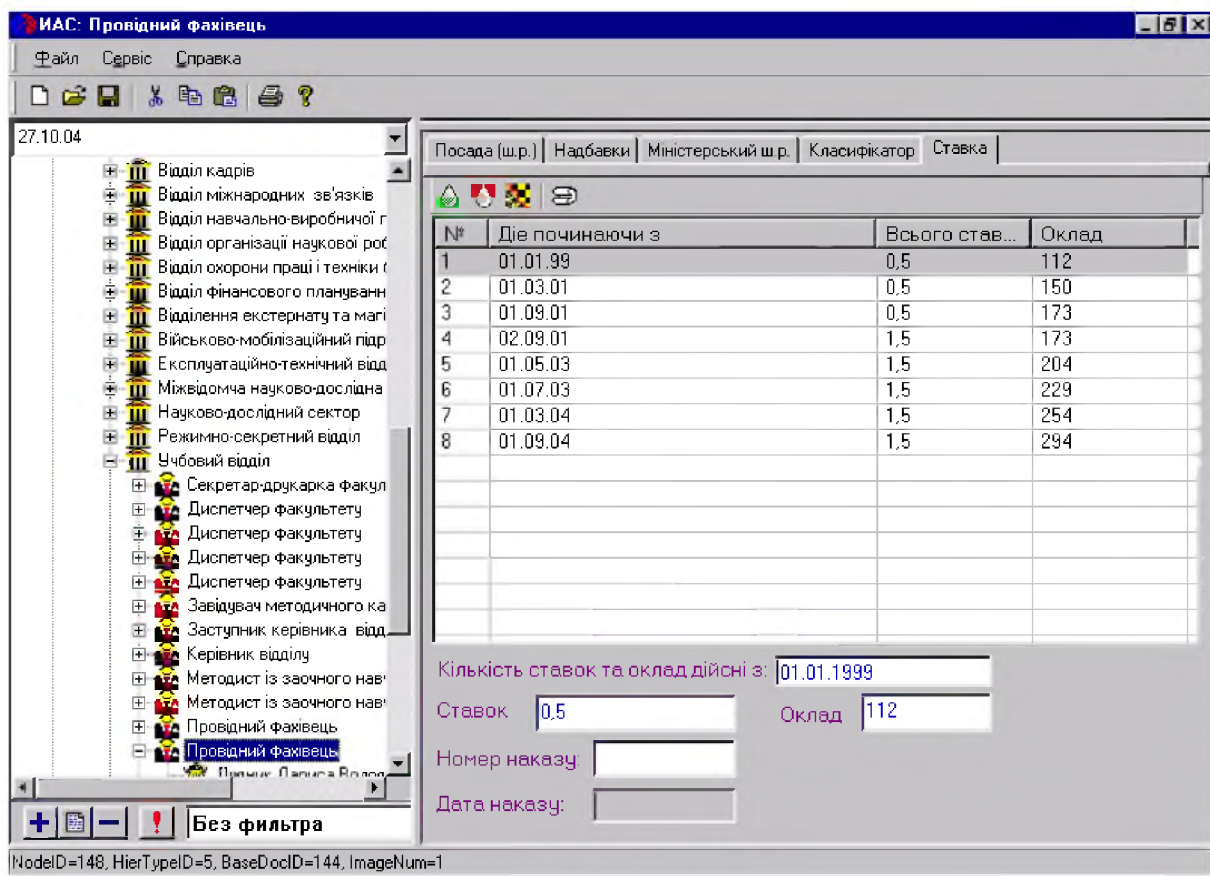 ИАС: Провідний фахівець
Файл Сервіс Справка
27.10.04
Відділ кадрів
Відділ міжнародних зв'язків
Відділ навчально-виробничої г
Відділ організації наукової роб
Відділ охорони праці і техніки
Відділ фінансового плануванн
Відділення екстернату та магі
Військово-мобілізаційний підр
Експлуатаційно-технічний відд
Міжвідомча науково-дослідна
Науково-дослідний сектор
Режимно-секретний відділ
Учбовий відділ
Секретар-друкарка факул
Диспетчер факультету
Диспетчер факультету
Диспетчер факультету
Диспетчер факультету
Завідувач методичного ка
Заступник керівника відд
Керівник відділу
Методист із заочного нав
Методист із заочного нав
Провідний фахівець
Провідний фахівець
Без фильтра
Посада (ш.р.) Надбавки Міністерський ш.р. Класифікатор Ставка
№ Діє починаючи з Всього став... Оклад
1 01.01.99 0,5 112
2 01.03.01 0,5 150
3 01.09.01 0,5 173
4 02.09.01 1,5 173
5 01.05.03 1,5 204
6 01.07.03 1,5 229
7 01.03.04 1,5 254
8 01.09.04 1,5 294
Кількість ставок та оклад дійсні з: 01.01.1999
Ставок 0,5 Оклад 112
Номер наказу:
Дата наказу:
NodeID=148, HierTypeID=5, BaseDocID=144, ImageNum=1